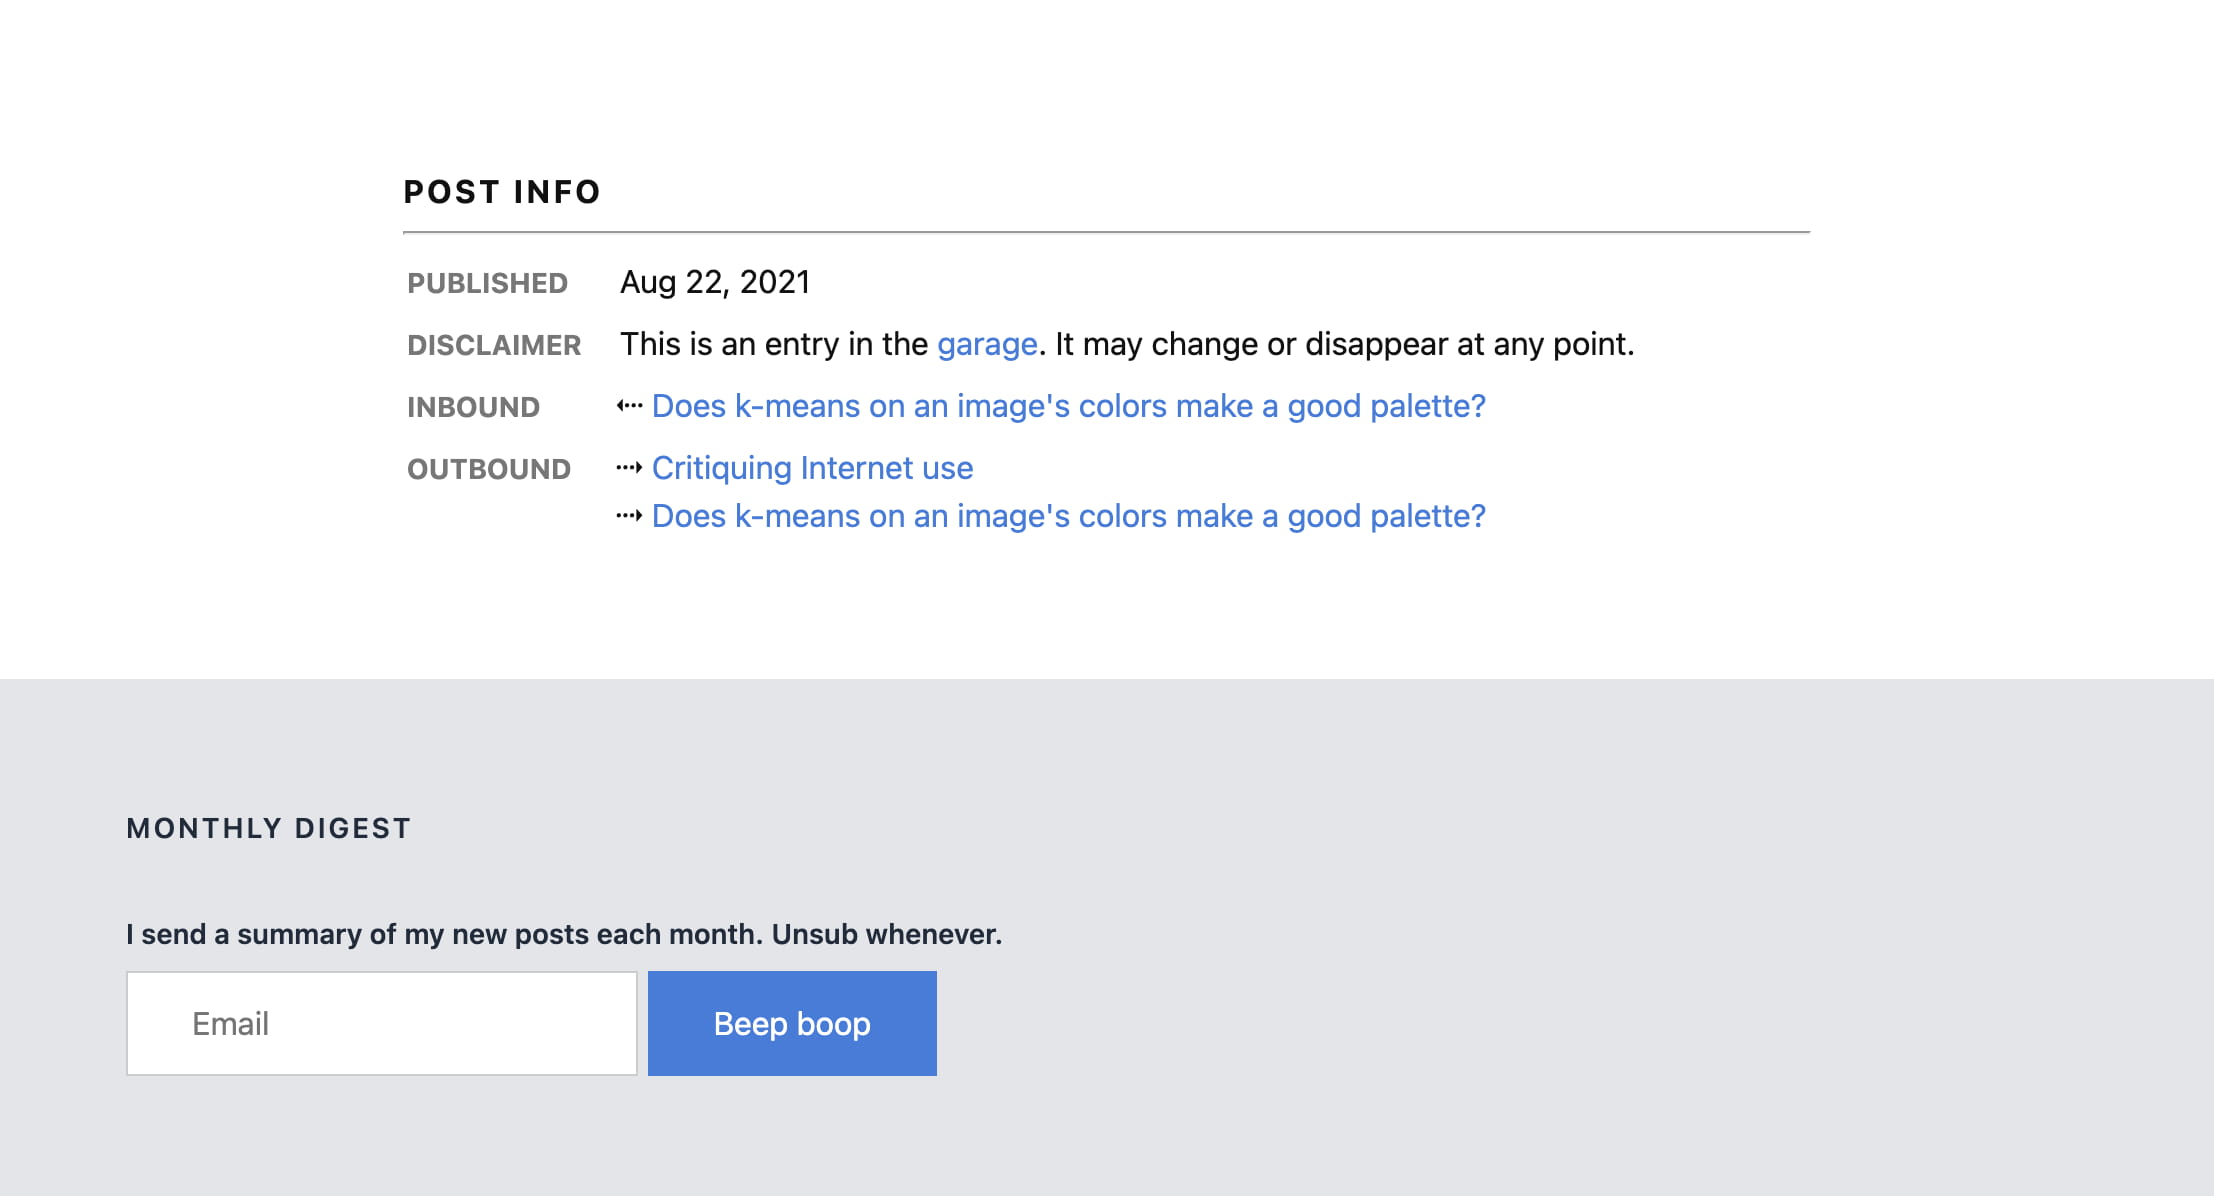 POST INFO
PUBLISHED Aug 22, 2021
DISCLAIMER This is an entry in the garage. It may change or disappear at any point.
INBOUND ⇠ Does k-means on an image's colors make a good palette?
OUTBOUND ⇢ Critiquing Internet use
⇢ Does k-means on an image's colors make a good palette?
MONTHLY DIGEST
I send a summary of my new posts each month. Unsub whenever.
Email Beep boop